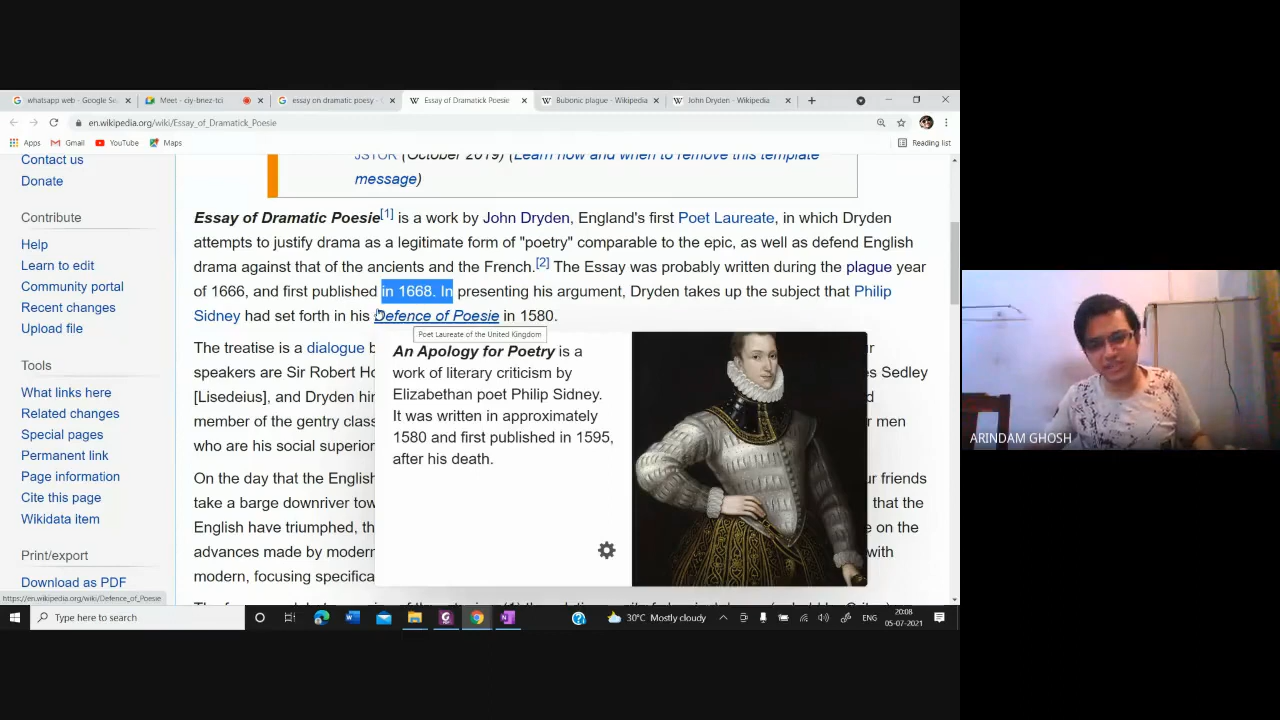 whatsapp web - Google Se
Meet - ciy-bnez-tci
essay on dramatic poesy - G
Essay of Dramatick Poesie
Bubonic plague - Wikipedia
John Dryden - Wikipedia
en.wikipedia.org/wiki/Essay_of_Dramatick_Poesie
Apps Gmail YouTube Maps Reading list
Contact us
Donate
Contribute
Help
Learn to edit
Community portal
Recent changes
Upload file
Tools
What links here
Related changes
Special pages
Permanent link
Page information
Cite this page
Wikidata item
Print/export
Download as PDF
https://en.wikipedia.org/wiki/Defence_of_Poesie
JSTOR (October 2019) (Learn how and when to remove this template
message)
Essay of Dramatic Poesie[1] is a work by John Dryden, England's first Poet Laureate, in which Dryden
attempts to justify drama as a legitimate form of "poetry" comparable to the epic, as well as defend English
drama against that of the ancients and the French.[2] The Essay was probably written during the plague year
of 1666, and first published in 1668. In presenting his argument, Dryden takes up the subject that Philip
Sidney had set forth in his Defence of Poesie in 1580.
Poet Laureate of the United Kingdom
The treatise is a dialogue b
speakers are Sir Robert Ho
es Sedley
[Lisedeius], and Dryden hir
member of the gentry class
r men
who are his social superior
On the day that the English
ur friends
take a barge downriver tow
that the
English have triumphed, th
e on the
advances made by modern
with
modern, focusing specifica
An Apology for Poetry is a
work of literary criticism by
Elizabethan poet Philip Sidney.
It was written in approximately
1580 and first published in 1595,
after his death.
ARINDAM GHOSH
Type here to search
30°C Mostly cloudy
ENG
20:08
05-07-2021